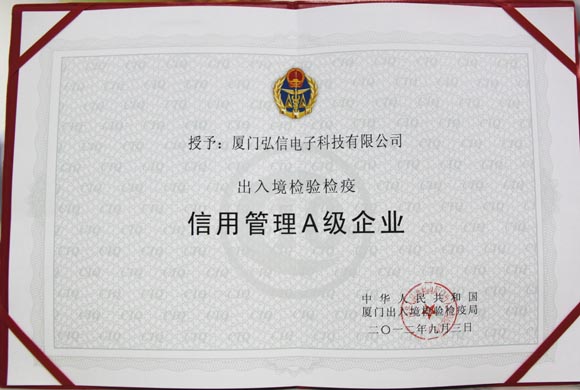 授予：厦门弘信电子科技有限公司
出入境检验检疫
信用管理A级企业
中华人民共和国
厦门出入境检验检疫局
二〇一二年九月三日